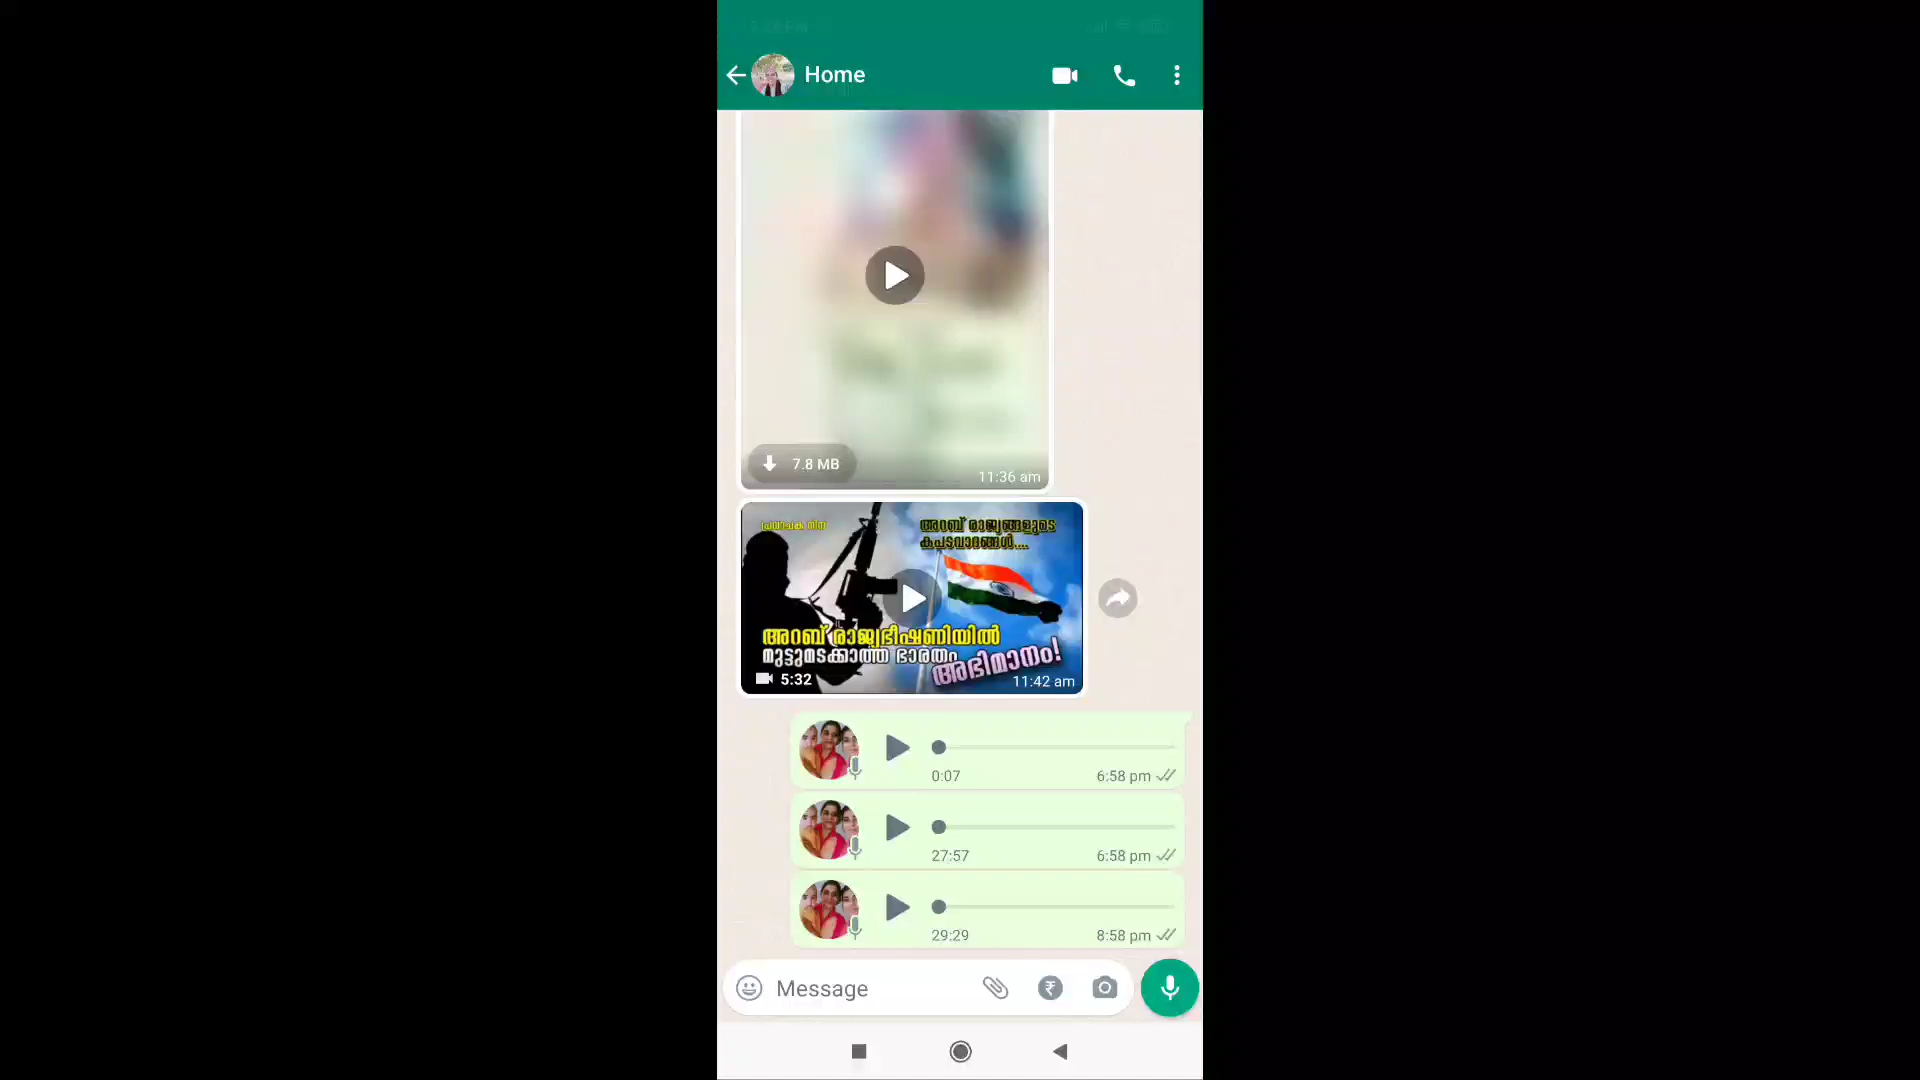 Home
7.8 MB
11:36 am
പ്രവാചക നിന്ദ
അറബ് രാജ്യങ്ങളുടെ
കപടവാദങ്ങൾ....
അറബ് രാജ്യഭീഷണിയിൽ
മുട്ടുമടക്കാത്ത ഭാരതം
അഭിമാനം!
5:32
11:42 am
0:07
6:58 pm
27:57
6:58 pm
29:29
8:58 pm
Message